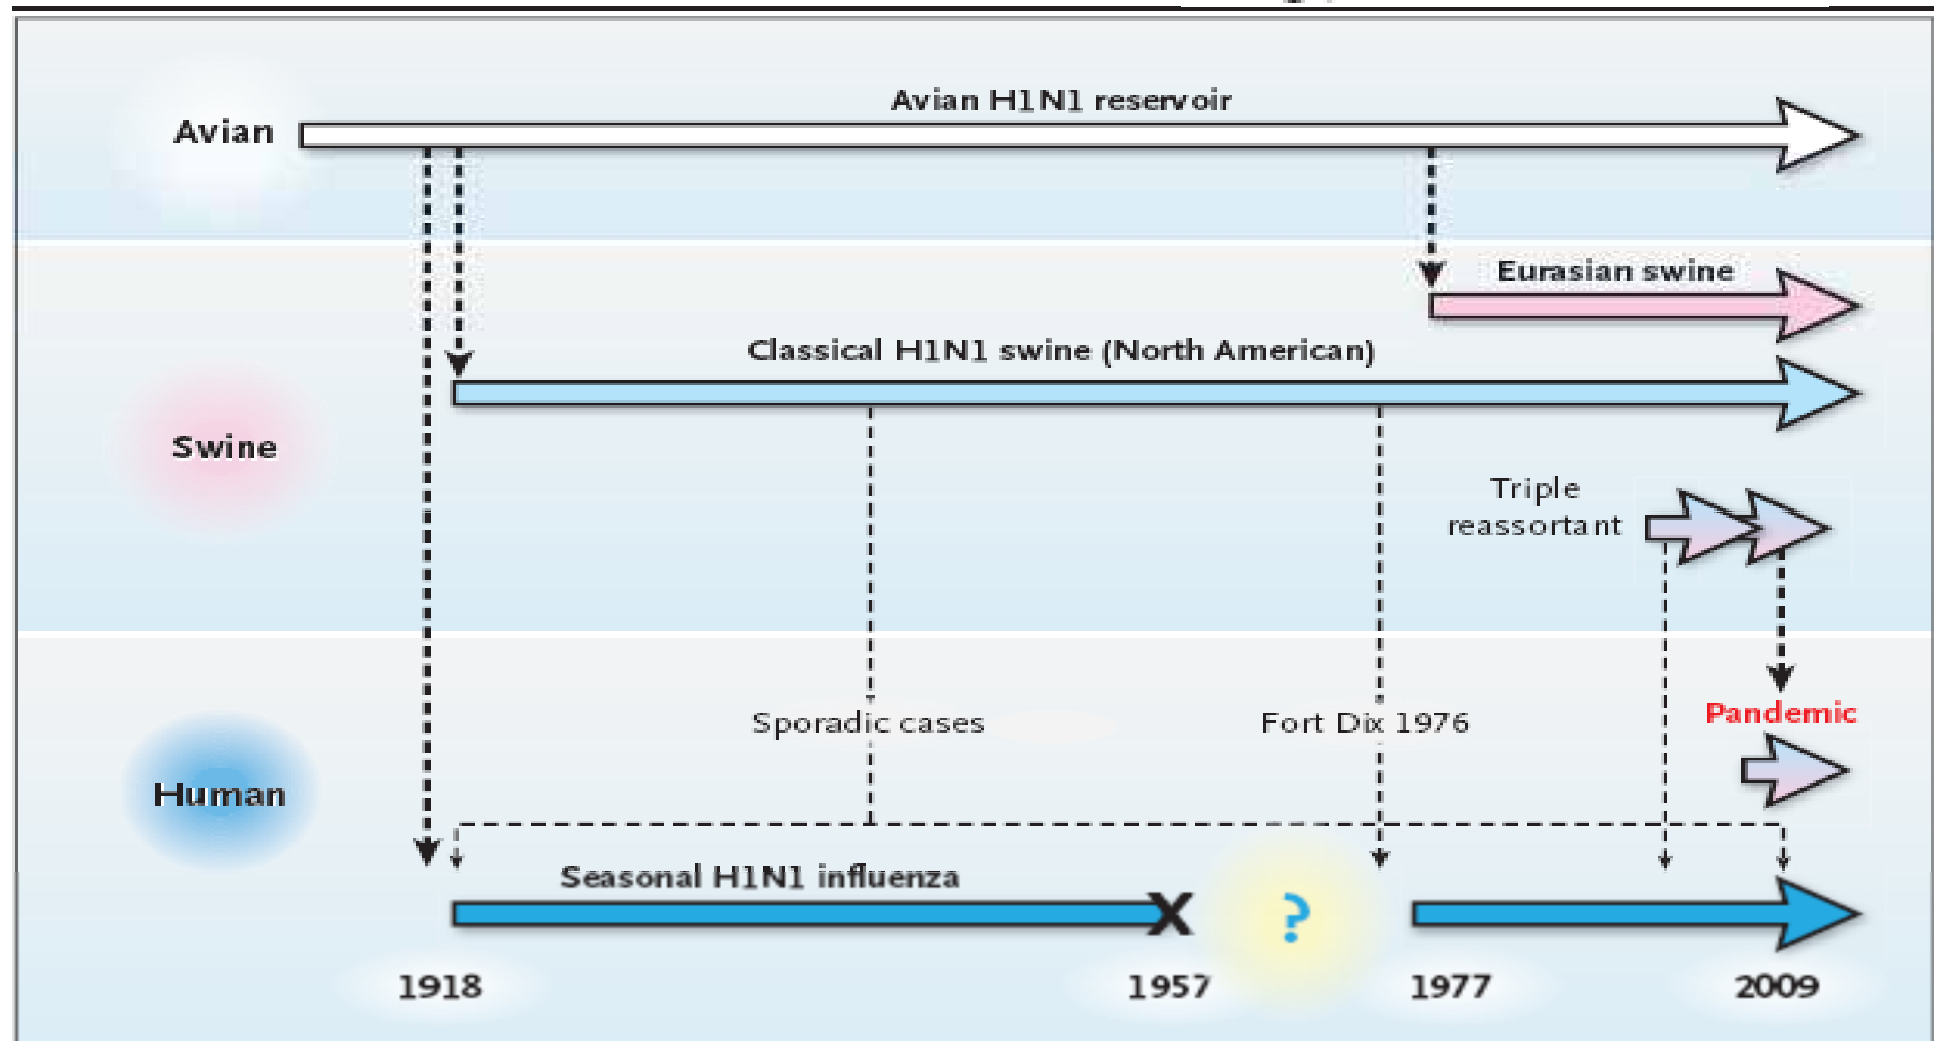 Avian H1N1 reservoir
Avian
Eurasian swine
Classical H1N1 swine (North American)
Swine
Triple
reassortant
Pandemic
Sporadic cases
Fort Dix 1976
Human
Seasonal H1N1 influenza
X
?
1918
1957
1977
2009